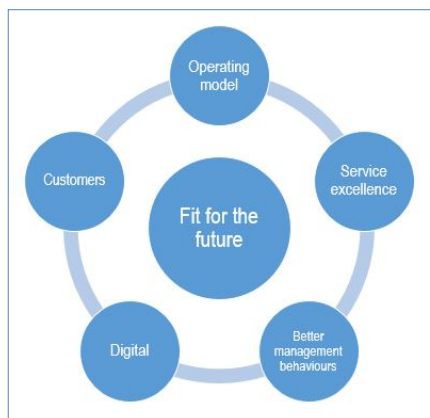 Operating
model
Service
excellence
Customers
Fit for the
future
Better
management
behaviours
Digital